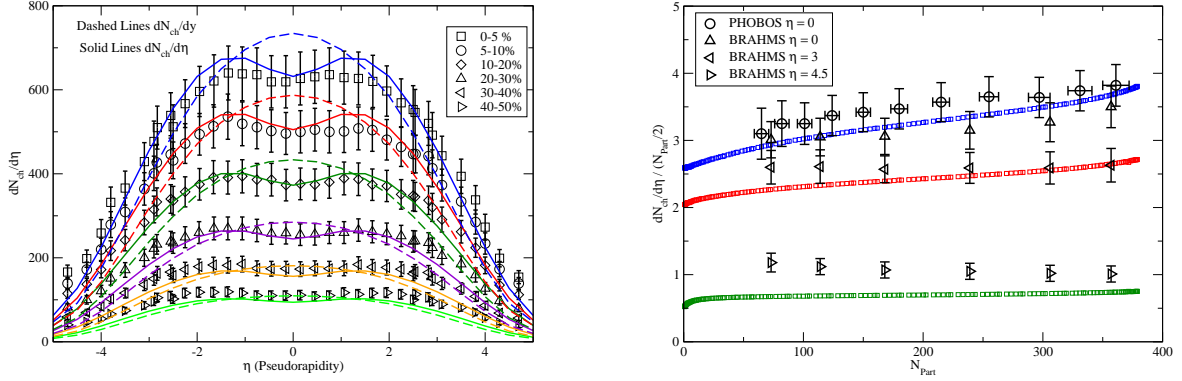 Dashed Lines dN_ch/dy
Solid Lines dN_ch/dη
0-5 %
5-10%
10-20%
20-30%
30-40%
40-50%
800
600
400
200
0
dN_ch/dη
-4
-2
0
2
4
η (Pseudorapidity)
PHOBOS η = 0
BRAHMS η = 0
BRAHMS η = 3
BRAHMS η = 4.5
5
4
3
2
1
0
dN_ch/dη / (N_Part/2)
0
100
200
300
400
N_Part